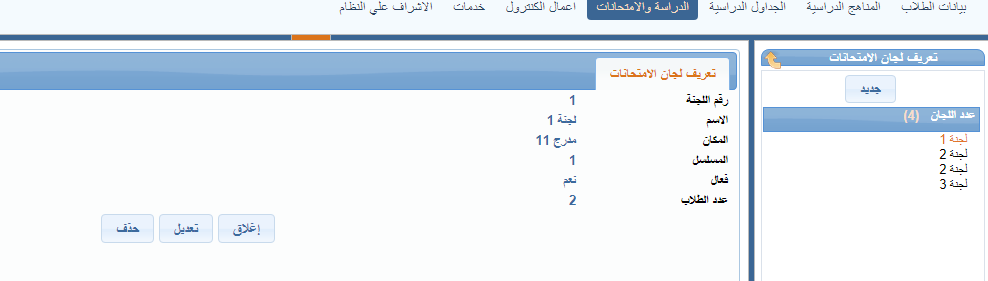 بيانات الطلاب المناهج الدراسية الجداول الدراسية الدراسة والامتحانات اعمال الكنترول خدمات الاشراف علي النظام
تعريف لجان الامتحانات
جديد
عدد اللجان (4)
لجنة 1
لجنة 2
لجنة 2
لجنة 3
تعريف لجان الامتحانات
رقم اللجنة 1
الاسم لجنة 1
المكان مدرج 11
المسلسل 1
فعال نعم
عدد الطلاب 2
إغلاق تعديل حذف